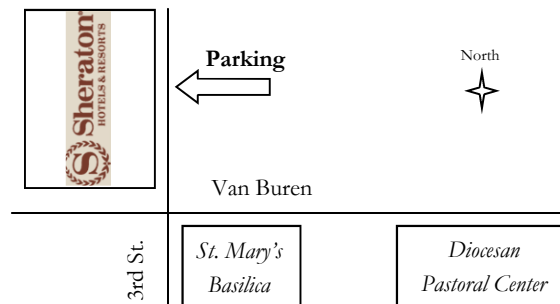 Sheraton
HOTELS & RESORTS
Parking
North
Van Buren
3rd St.
St. Mary's
Basilica
Diocesan
Pastoral Center